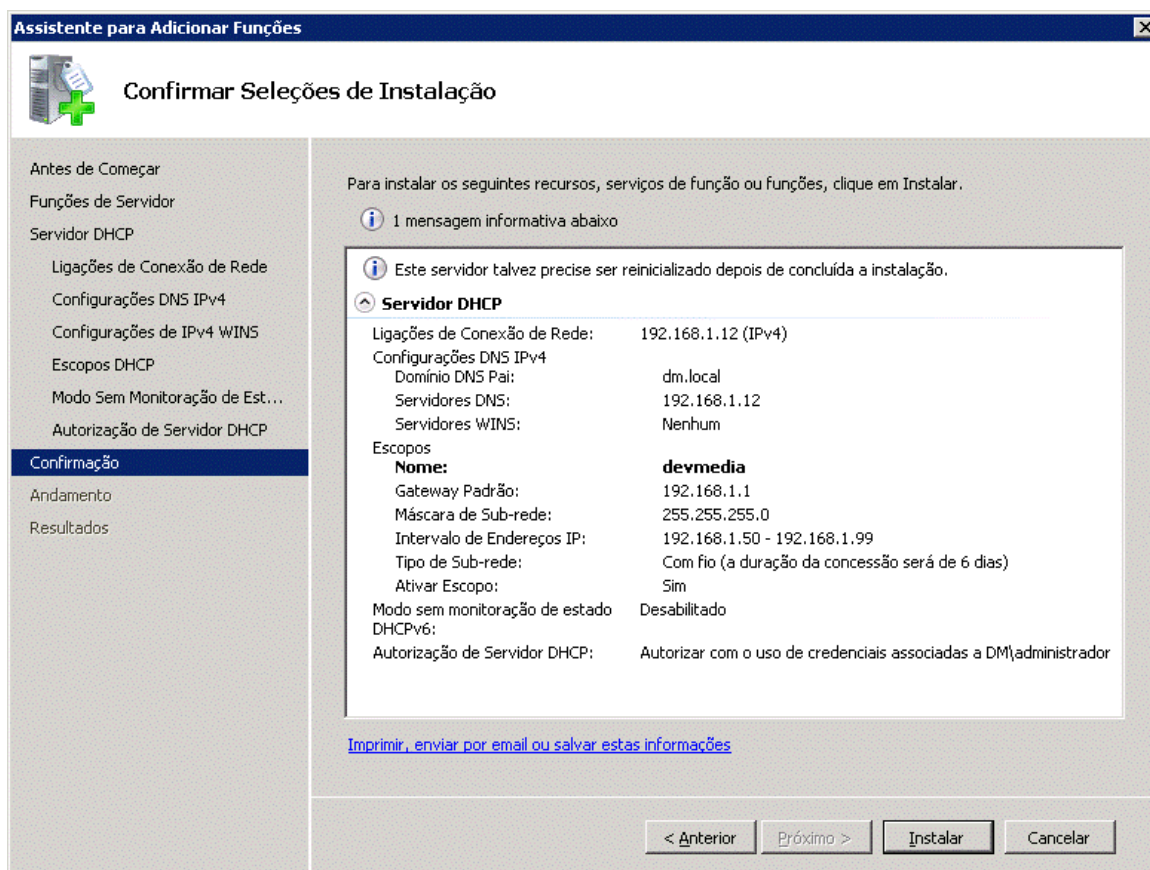 Assistente para Adicionar Funções
Confirmar Seleções de Instalação
Antes de Começar
Funções de Servidor
Servidor DHCP
Ligações de Conexão de Rede
Configurações DNS IPv4
Configurações de IPv4 WINS
Escopos DHCP
Modo Sem Monitoração de Est...
Autorização de Servidor DHCP
Confirmação
Andamento
Resultados
Para instalar os seguintes recursos, serviços de função ou funções, clique em Instalar.
1 mensagem informativa abaixo
Este servidor talvez precise ser reinicializado depois de concluída a instalação.
Servidor DHCP
Ligações de Conexão de Rede: 192.168.1.12 (IPv4)
Configurações DNS IPv4
Domínio DNS Pai: dm.local
Servidores DNS: 192.168.1.12
Servidores WINS: Nenhum
Escopos
Nome: devmedia
Gateway Padrão: 192.168.1.1
Máscara de Sub-rede: 255.255.255.0
Intervalo de Endereços IP: 192.168.1.50 - 192.168.1.99
Tipo de Sub-rede: Com fio (a duração da concessão será de 6 dias)
Ativar Escopo: Sim
Modo sem monitoração de estado Desabilitado
DHCPv6:
Autorização de Servidor DHCP: Autorizar com o uso de credenciais associadas a DM\administrador
Imprimir, enviar por email ou salvar estas informações
< Anterior Próximo > Instalar Cancelar